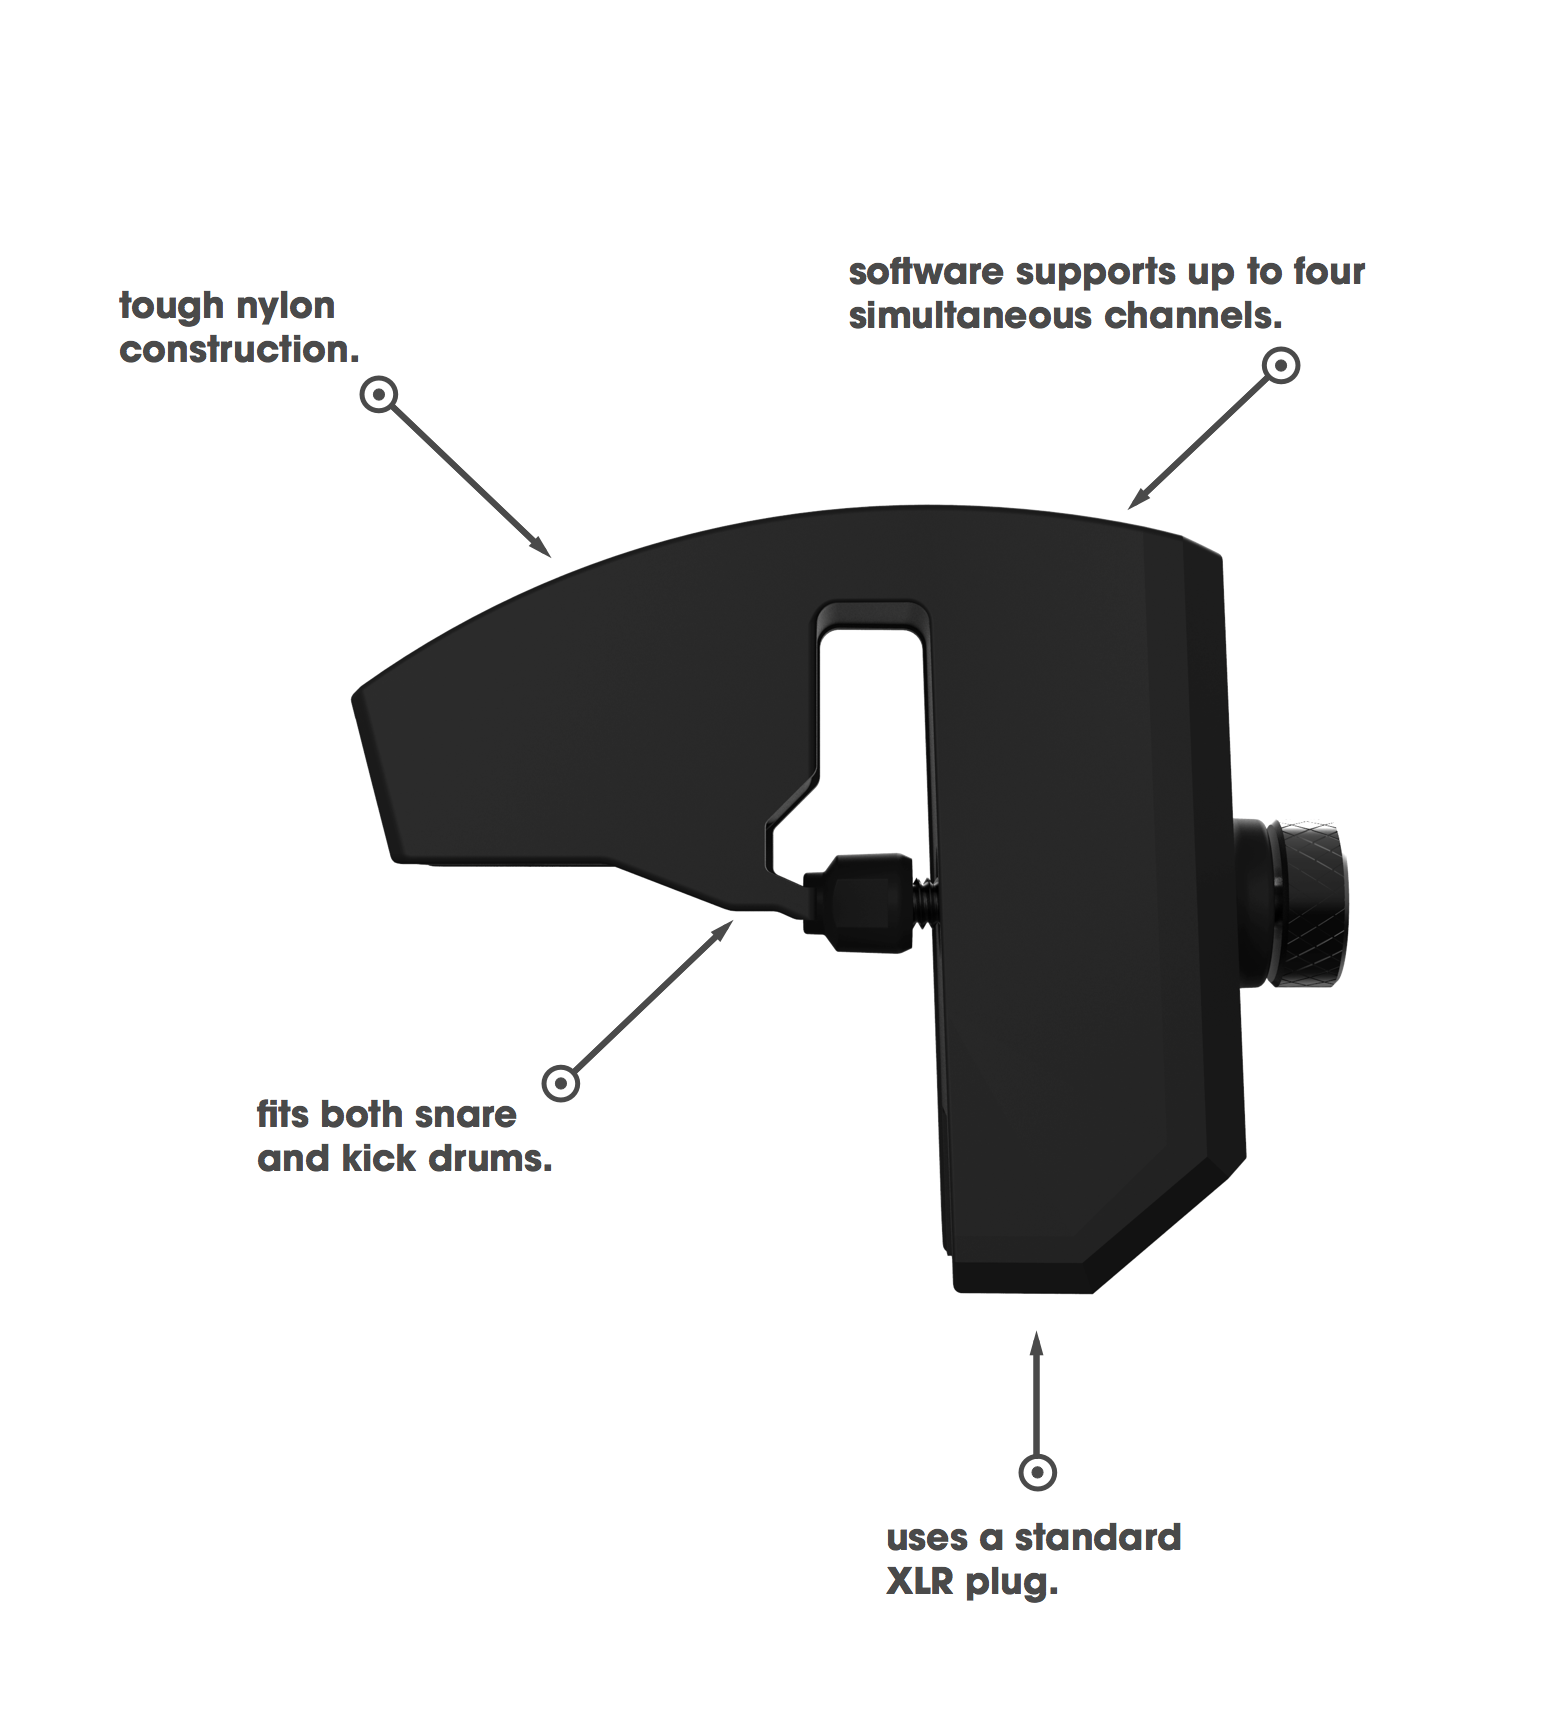 tough nylon
construction.
software supports up to four
simultaneous channels.
fits both snare
and kick drums.
uses a standard
XLR plug.